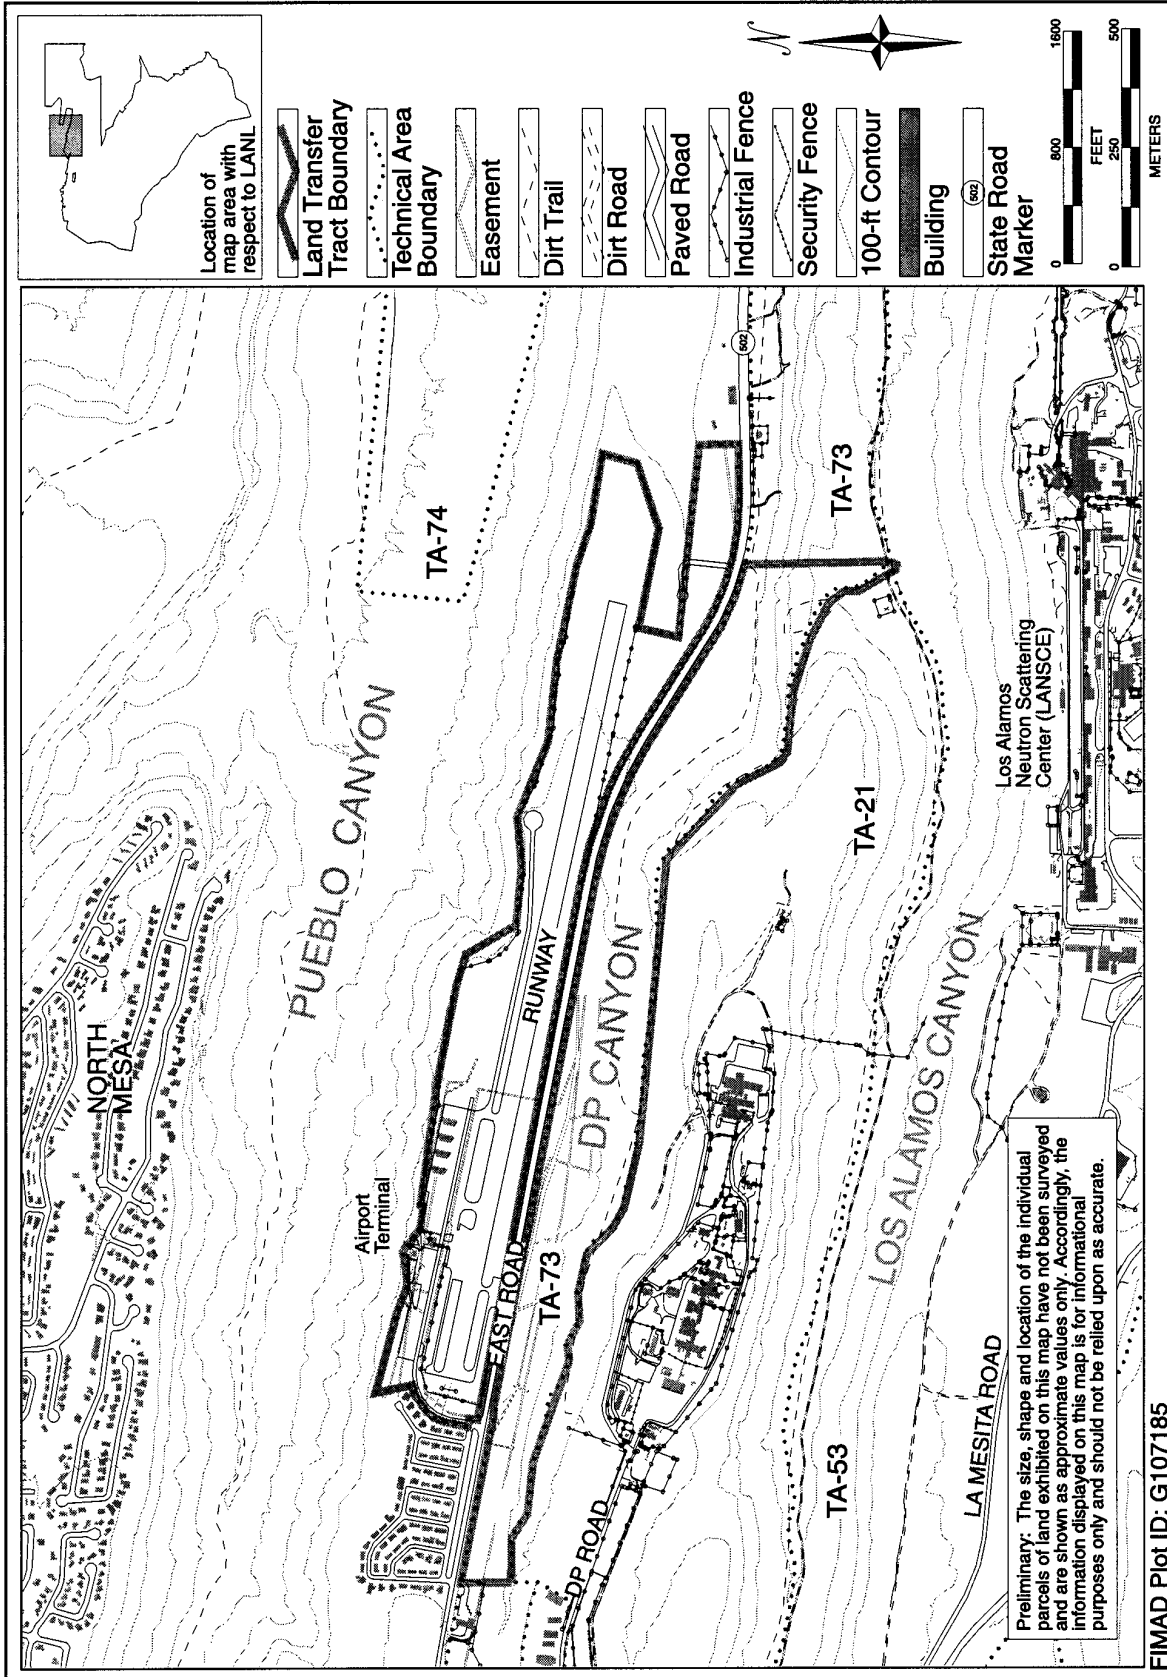 Location of
map area with
respect to LANL
Land Transfer
Tract Boundary
Technical Area
Boundary
Easement
Dirt Trail
Dirt Road
Paved Road
Industrial Fence
Security Fence
100-ft Contour
Building
502
State Road
Marker
N
0
800
1600
FEET
0
250
500
METERS
NORTH
MESA
PUEBLO CANYON
TA-74
Airport
Terminal
RUNWAY
EAST ROAD
TA-73
DP CANYON
502
TA-73
DP ROAD
TA-21
TA-53
LOS ALAMOS CANYON
Los Alamos
Neutron Scattering
Center (LANSCE)
LA MESITA ROAD
Preliminary: The size, shape and location of the individual
parcels of land exhibited on this map have not been surveyed
and are shown as approximate values only. Accordingly, the
information displayed on this map is for informational
purposes only and should not be relied upon as accurate.
FIMAD Plot ID: G107185